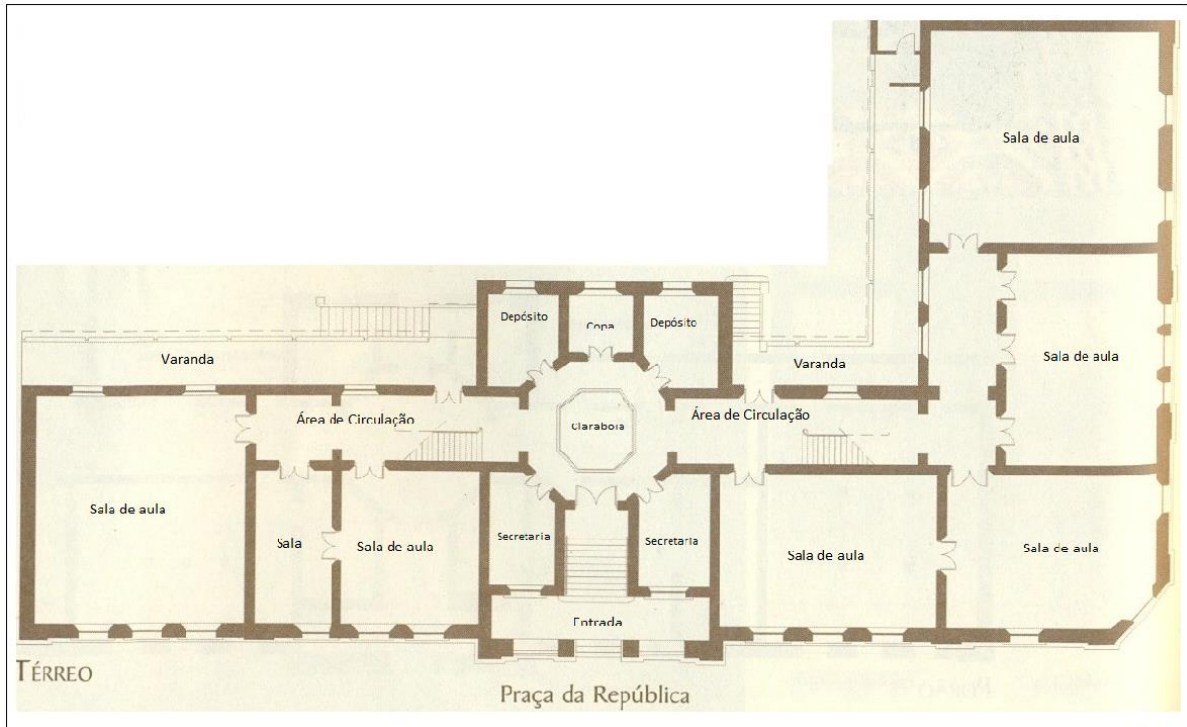 Sala de aula
Depósito
Copa
Depósito
Varanda
Varanda
Sala de aula
Área de Circulação
Claraboia
Área de Circulação
Sala de aula
Sala
Sala de aula
Secretaria
Secretaria
Sala de aula
Sala de aula
Entrada
TÉRREO
Praça da República